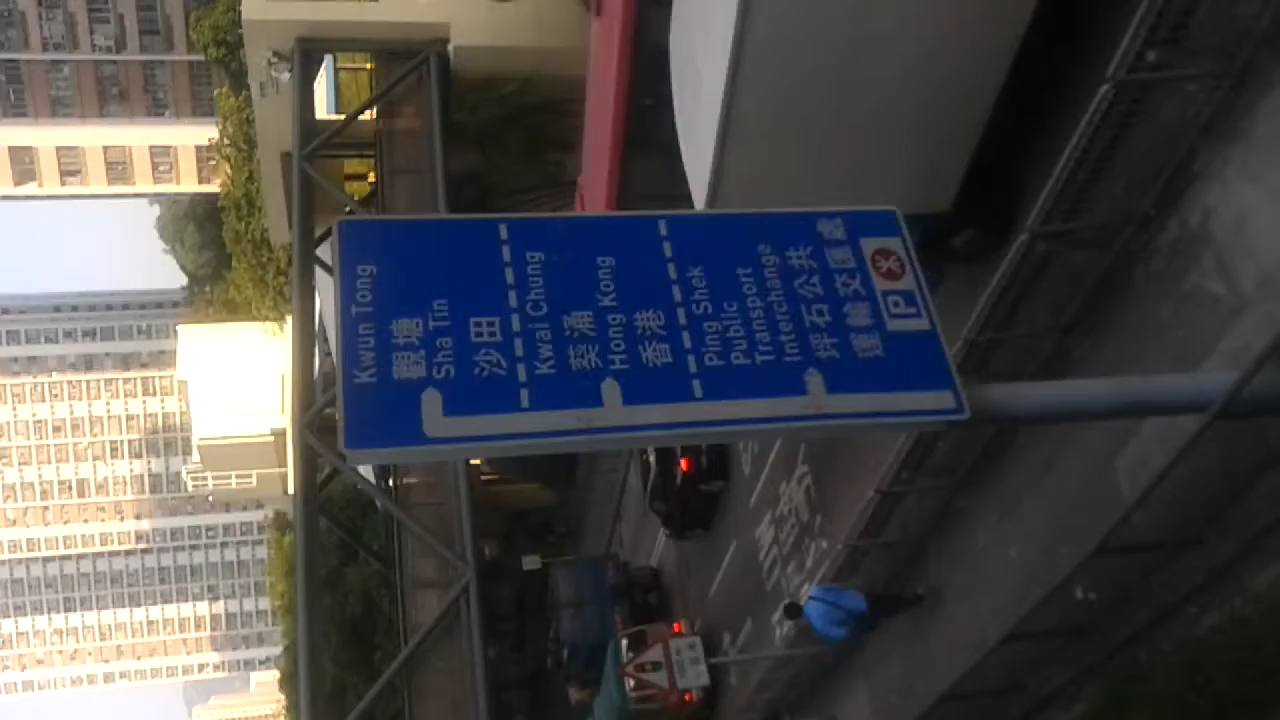 Kwun Tong
觀塘
Sha Tin
沙田
Kwai Chung
葵涌
Hong Kong
香港
Ping Shek
Public
Transport
Interchange
坪石公共
運輸交匯處
P